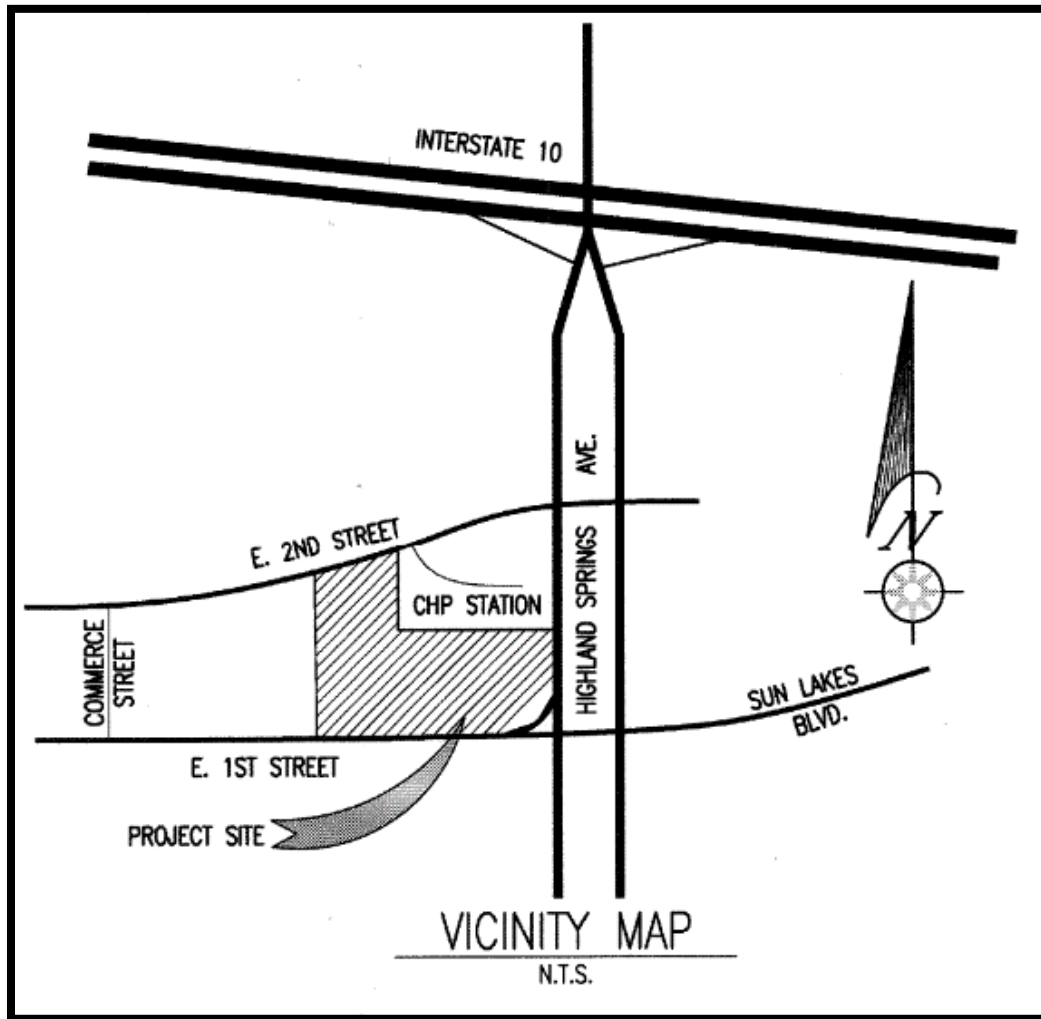 INTERSTATE 10
HIGHLAND SPRINGS AVE.
N
E. 2ND STREET
CHP STATION
COMMERCE
STREET
SUN LAKES
BLVD.
E. 1ST STREET
PROJECT SITE
VICINITY MAP
N.T.S.